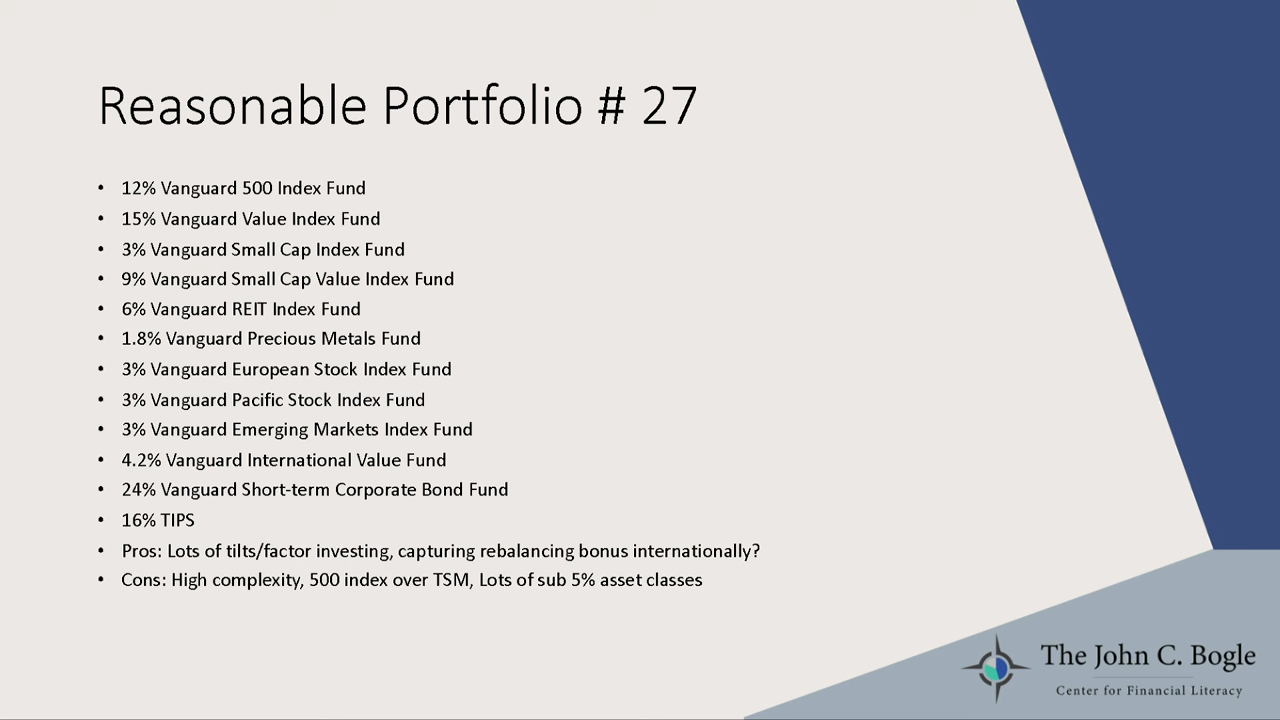 Reasonable Portfolio # 27
• 12% Vanguard 500 Index Fund
• 15% Vanguard Value Index Fund
• 3% Vanguard Small Cap Index Fund
• 9% Vanguard Small Cap Value Index Fund
• 6% Vanguard REIT Index Fund
• 1.8% Vanguard Precious Metals Fund
• 3% Vanguard European Stock Index Fund
• 3% Vanguard Pacific Stock Index Fund
• 3% Vanguard Emerging Markets Index Fund
• 4.2% Vanguard International Value Fund
• 24% Vanguard Short-term Corporate Bond Fund
• 16% TIPS
• Pros: Lots of tilts/factor investing, capturing rebalancing bonus internationally?
• Cons: High complexity, 500 index over TSM, Lots of sub 5% asset classes
The John C. Bogle
Center for Financial Literacy